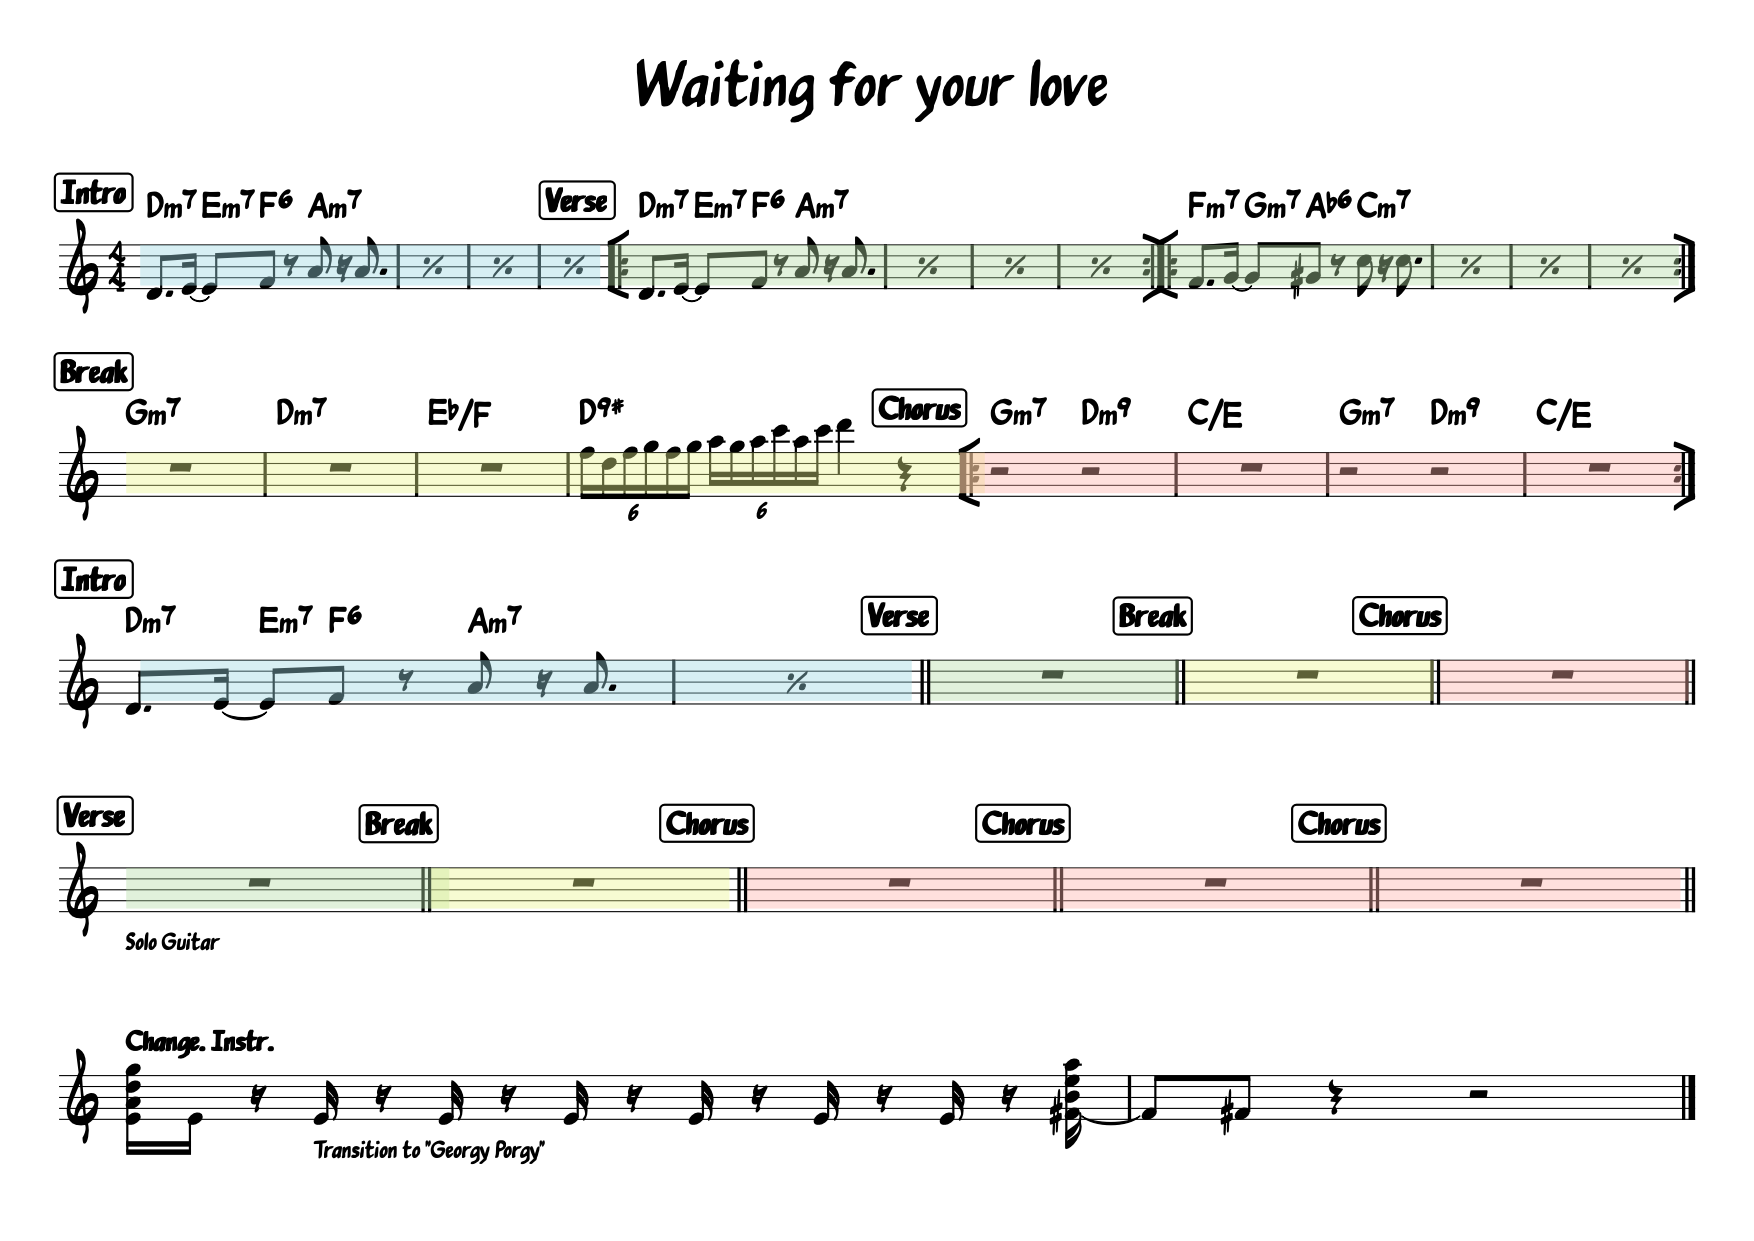 Waiting for your love
Intro Dm7 Em7 F6 Am7 Verse Dm7 Em7 F6 Am7 Fm7 Gm7 Ab6 Cm7
4
4
Break
Gm7 Dm7 Eb/F D9# Chorus Gm7 Dm9 C/E Gm7 Dm9 C/E
6 6
Intro
Dm7 Em7 F6 Am7 Verse Break Chorus
Verse Break Chorus Chorus Chorus
Solo Guitar
Change. Instr.
Transition to "Georgy Porgy"